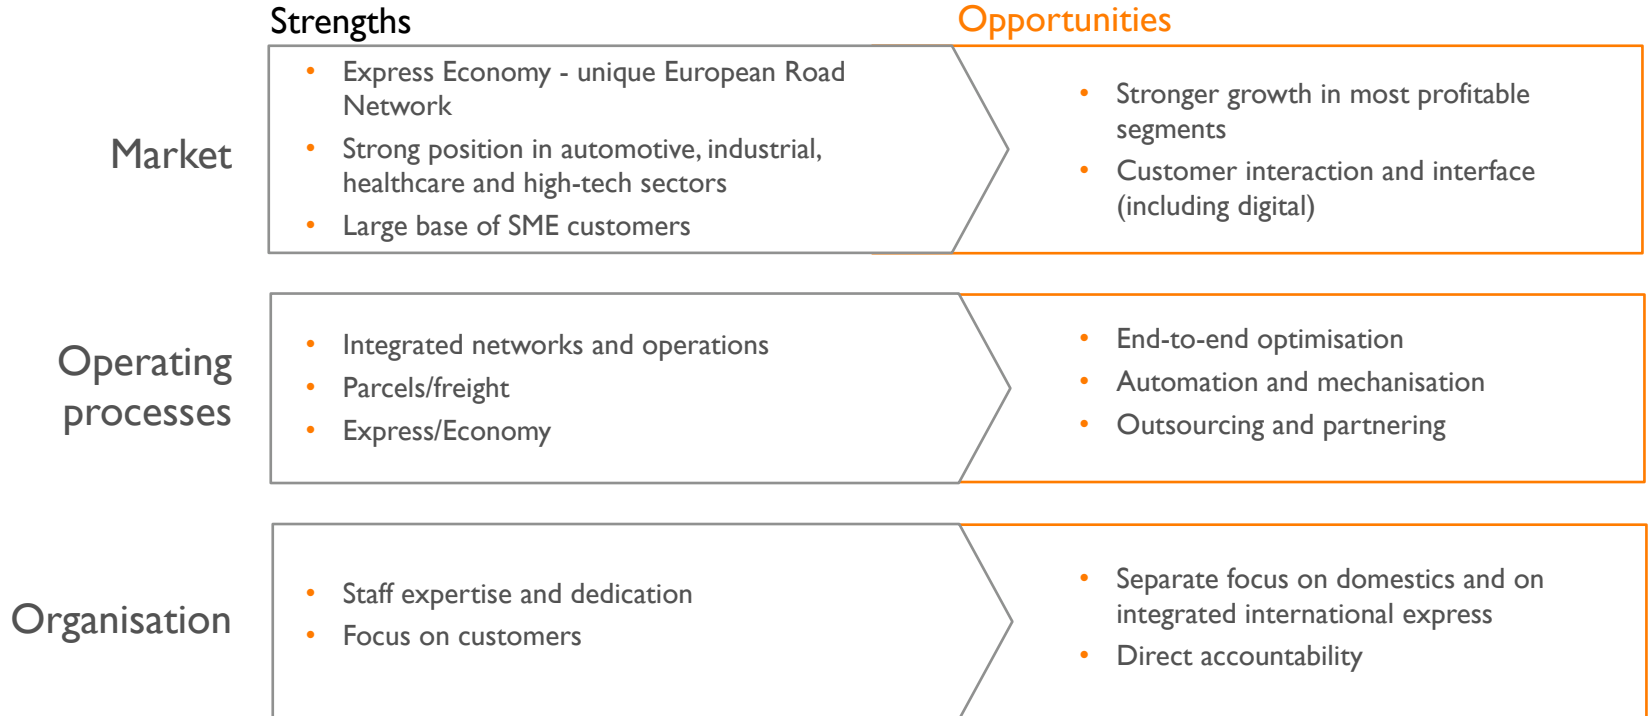 Strengths
Opportunities
Market
• Express Economy - unique European Road
Network
• Strong position in automotive, industrial,
healthcare and high-tech sectors
• Large base of SME customers
• Stronger growth in most profitable
segments
• Customer interaction and interface
(including digital)
Operating
processes
• Integrated networks and operations
• Parcels/freight
• Express/Economy
• End-to-end optimisation
• Automation and mechanisation
• Outsourcing and partnering
Organisation
• Staff expertise and dedication
• Focus on customers
• Separate focus on domestics and on
integrated international express
• Direct accountability